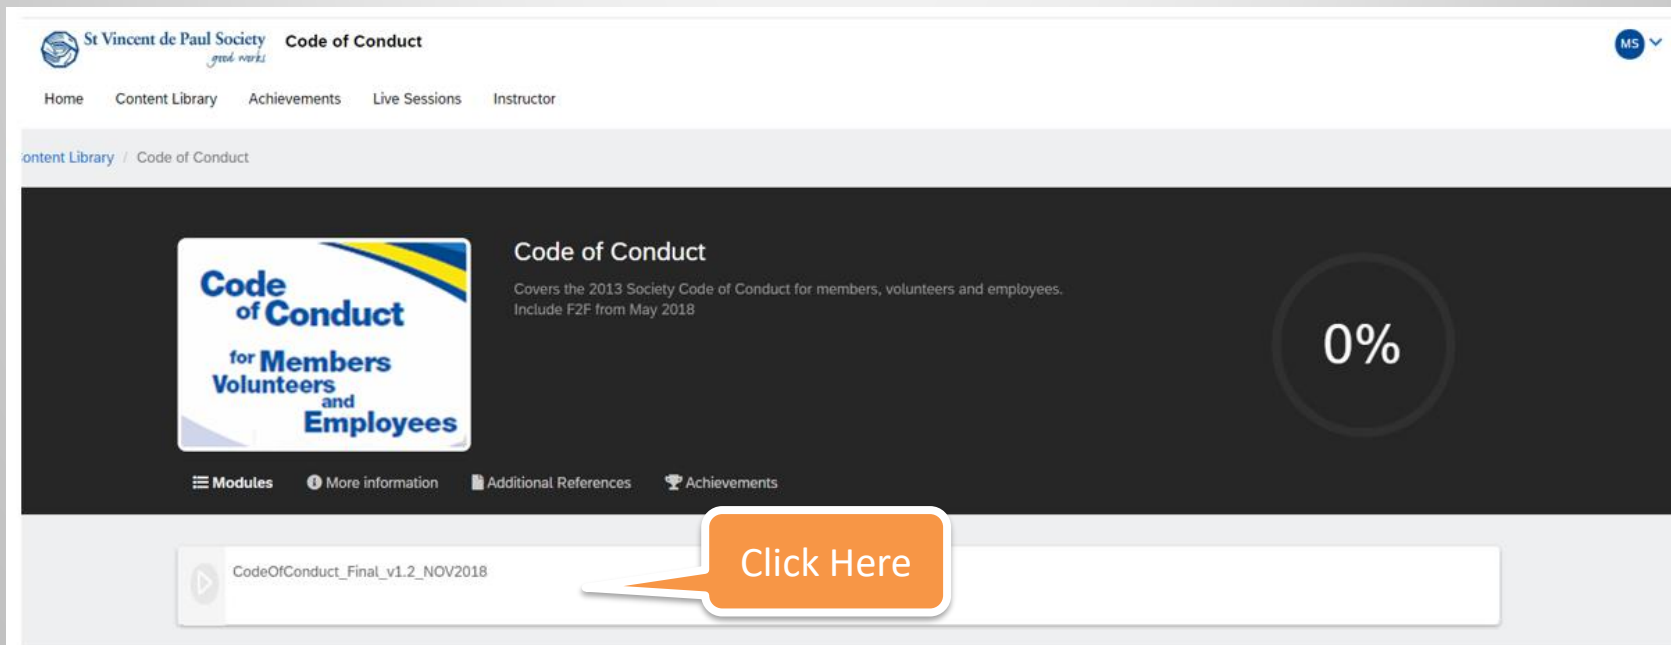 St Vincent de Paul Society
good works
Code of Conduct
MS
Home Content Library Achievements Live Sessions Instructor
ontent Library / Code of Conduct
Code
of Conduct
for Members
Volunteers
and
Employees
Code of Conduct
Covers the 2013 Society Code of Conduct for members, volunteers and employees.
Include F2F from May 2018
0%
Modules More information Additional References Achievements
CodeOfConduct_Final_v1.2_NOV2018
Click Here